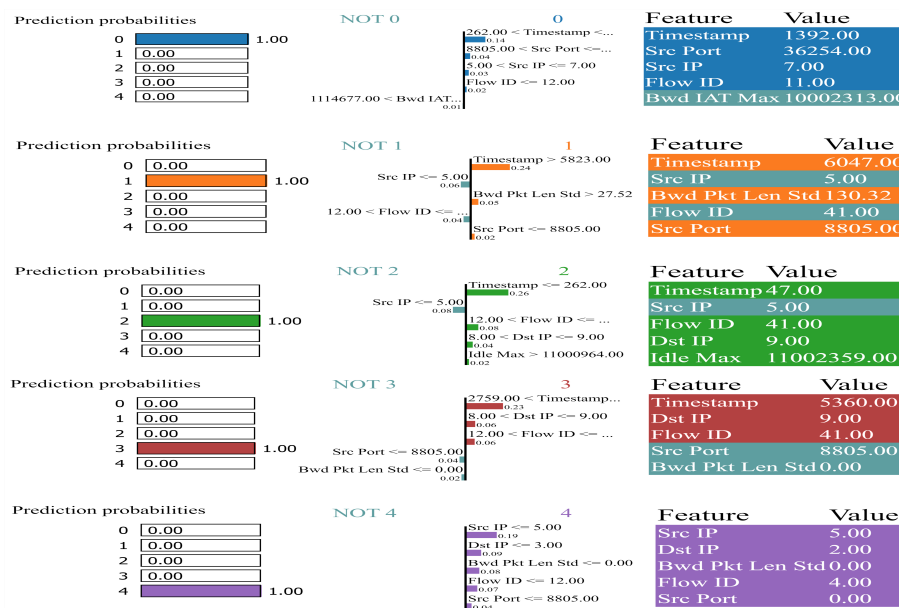 Prediction probabilities
0 1.00
1 0.00
2 0.00
3 0.00
4 0.00
NOT 0 0
262.00 < Timestamp <...
0.14
8805.00 < Src Port <=...
0.04
5.00 < Src IP <= 7.00
0.03
Flow ID <= 12.00
0.02
1114677.00 < Bwd IAT...
0.01
Feature Value
Timestamp 1392.00
Src Port 36254.00
Src IP 7.00
Flow ID 11.00
Bwd IAT Max 10002313.00
Prediction probabilities
0 0.00
1 1.00
2 0.00
3 0.00
4 0.00
NOT 1 1
Timestamp > 5823.00
0.24
Src IP <= 5.00
0.06
Bwd Pkt Len Std > 27.52
0.05
12.00 < Flow ID <= ...
0.04
Src Port <= 8805.00
0.02
Feature Value
Timestamp 6047.00
Src IP 5.00
Bwd Pkt Len Std 130.32
Flow ID 41.00
Src Port 8805.00
Prediction probabilities
0 0.00
1 0.00
2 1.00
3 0.00
4 0.00
NOT 2 2
Timestamp <= 262.00
0.26
Src IP <= 5.00
0.08
12.00 < Flow ID <= ...
0.08
8.00 < Dst IP <= 9.00
0.04
Idle Max > 11000964.00
0.02
Feature Value
Timestamp 47.00
Src IP 5.00
Flow ID 41.00
Dst IP 9.00
Idle Max 11002359.00
Prediction probabilities
0 0.00
1 0.00
2 0.00
3 1.00
4 0.00
NOT 3 3
2759.00 < Timestamp...
0.23
8.00 < Dst IP <= 9.00
0.06
12.00 < Flow ID <= ...
0.06
Src Port <= 8805.00
0.04
Bwd Pkt Len Std <= 0.00
0.02
Feature Value
Timestamp 5360.00
Dst IP 9.00
Flow ID 41.00
Src Port 8805.00
Bwd Pkt Len Std 0.00
Prediction probabilities
0 0.00
1 0.00
2 0.00
3 0.00
4 1.00
NOT 4 4
Src IP <= 5.00
0.19
Dst IP <= 3.00
0.09
Bwd Pkt Len Std <= 0.00
0.08
Flow ID <= 12.00
0.07
Src Port <= 8805.00
0.04
Feature Value
Src IP 5.00
Dst IP 2.00
Bwd Pkt Len Std 0.00
Flow ID 4.00
Src Port 0.00